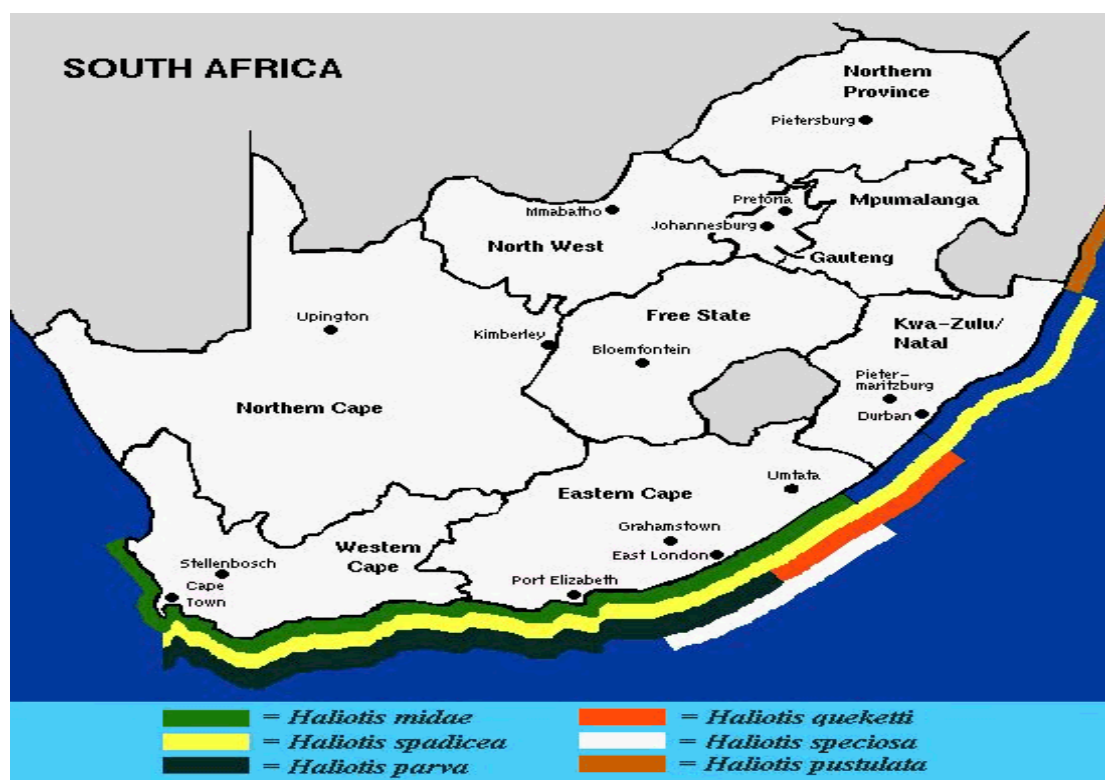 SOUTH AFRICA
Northern
Province
Pietersburg
Pretoria
Mpumalanga
Mmabatho
Johannesburg
North West
Gauteng
Upington
Free State
Kwa-Zulu/
Natal
Kimberley
Bloemfontein
Pieter-
maritzburg
Northern Cape
Durban
Umtata
Eastern Cape
Grahamstown
Western
Cape
East London
Stellenbosch
Port Elizabeth
Cape
Town
= Haliotis midae
= Haliotis queketti
= Haliotis spadicea
= Haliotis speciosa
= Haliotis parva
= Haliotis pustulata